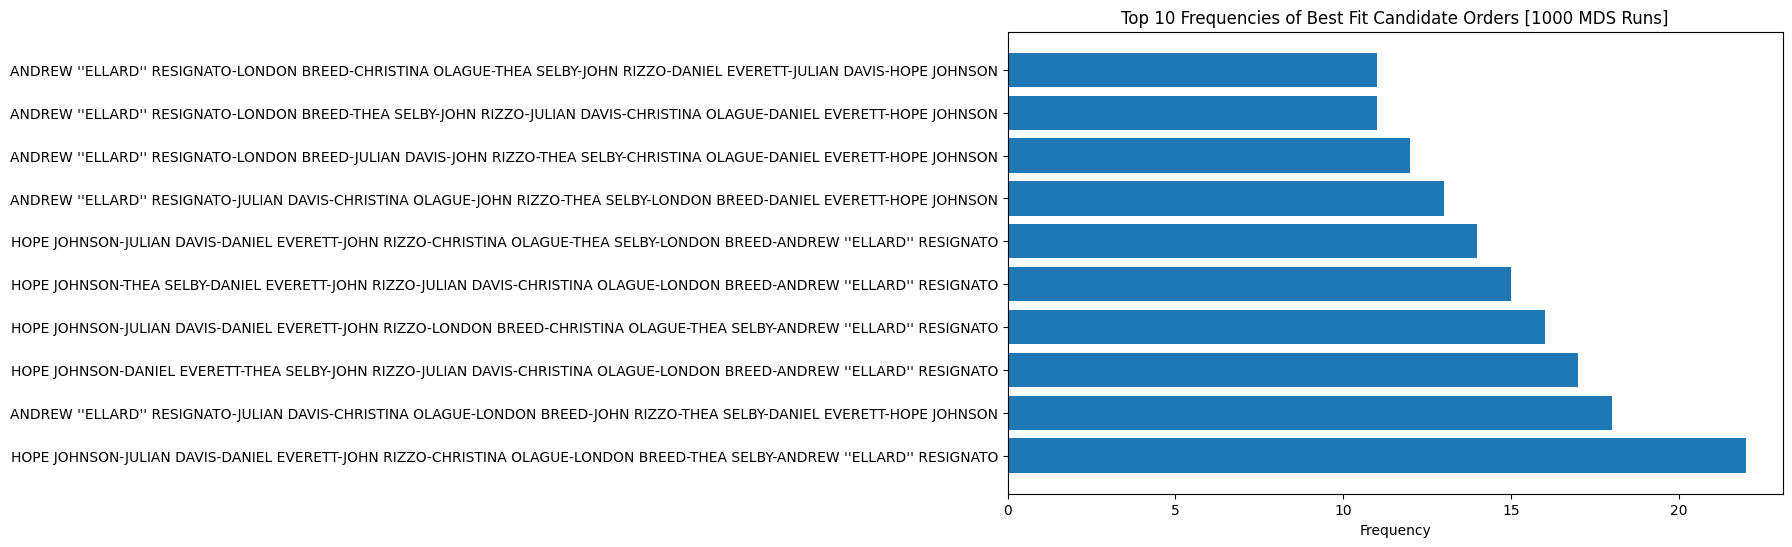 Top 10 Frequencies of Best Fit Candidate Orders [1000 MDS Runs]
ANDREW ''ELLARD'' RESIGNATO-LONDON BREED-CHRISTINA OLAGUE-THEA SELBY-JOHN RIZZO-DANIEL EVERETT-JULIAN DAVIS-HOPE JOHNSON
ANDREW ''ELLARD'' RESIGNATO-LONDON BREED-THEA SELBY-JOHN RIZZO-JULIAN DAVIS-CHRISTINA OLAGUE-DANIEL EVERETT-HOPE JOHNSON
ANDREW ''ELLARD'' RESIGNATO-LONDON BREED-JULIAN DAVIS-JOHN RIZZO-THEA SELBY-CHRISTINA OLAGUE-DANIEL EVERETT-HOPE JOHNSON
ANDREW ''ELLARD'' RESIGNATO-JULIAN DAVIS-CHRISTINA OLAGUE-JOHN RIZZO-THEA SELBY-LONDON BREED-DANIEL EVERETT-HOPE JOHNSON
HOPE JOHNSON-JULIAN DAVIS-DANIEL EVERETT-JOHN RIZZO-CHRISTINA OLAGUE-THEA SELBY-LONDON BREED-ANDREW ''ELLARD'' RESIGNATO
HOPE JOHNSON-THEA SELBY-DANIEL EVERETT-JOHN RIZZO-JULIAN DAVIS-CHRISTINA OLAGUE-LONDON BREED-ANDREW ''ELLARD'' RESIGNATO
HOPE JOHNSON-JULIAN DAVIS-DANIEL EVERETT-JOHN RIZZO-LONDON BREED-CHRISTINA OLAGUE-THEA SELBY-ANDREW ''ELLARD'' RESIGNATO
HOPE JOHNSON-DANIEL EVERETT-THEA SELBY-JOHN RIZZO-JULIAN DAVIS-CHRISTINA OLAGUE-LONDON BREED-ANDREW ''ELLARD'' RESIGNATO
ANDREW ''ELLARD'' RESIGNATO-JULIAN DAVIS-CHRISTINA OLAGUE-LONDON BREED-JOHN RIZZO-THEA SELBY-DANIEL EVERETT-HOPE JOHNSON
HOPE JOHNSON-JULIAN DAVIS-DANIEL EVERETT-JOHN RIZZO-CHRISTINA OLAGUE-LONDON BREED-THEA SELBY-ANDREW ''ELLARD'' RESIGNATO
0 5 10 15 20
Frequency